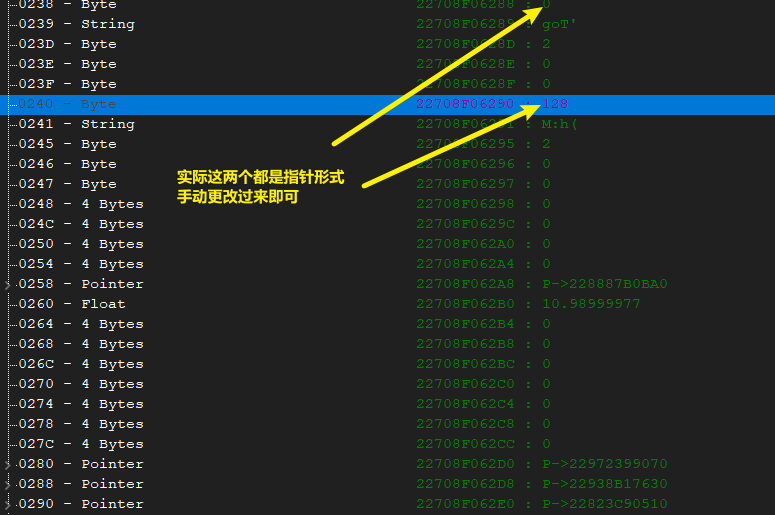 0238 - Byte 22708F06288 : 0
0239 - String : goT'
023D - Byte 22708F0628D : 2
023E - Byte 22708F0628E : 0
023F - Byte 22708F0628F : 0
0240 - Byte 22708F06290 : 128
0241 - String : M:h(
0245 - Byte 22708F06295 : 2
0246 - Byte 22708F06296 : 0
实际这两个都是指针形式
0247 - Byte 22708F06297 : 0
手动更改过来即可
0248 - 4 Bytes 22708F06298 : 0
024C - 4 Bytes 22708F0629C : 0
0250 - 4 Bytes 22708F062A0 : 0
0254 - 4 Bytes 22708F062A4 : 0
0258 - Pointer 22708F062A8 : P->228887B0BA0
0260 - Float 22708F062B0 : 10.98999977
0264 - 4 Bytes 22708F062B4 : 0
0268 - 4 Bytes 22708F062B8 : 0
026C - 4 Bytes 22708F062BC : 0
0270 - 4 Bytes 22708F062C0 : 0
0274 - 4 Bytes 22708F062C4 : 0
0278 - 4 Bytes 22708F062C8 : 0
027C - 4 Bytes 22708F062CC : 0
0280 - Pointer 22708F062D0 : P->22972399070
0288 - Pointer 22708F062D8 : P->22938B17630
0290 - Pointer 22708F062E0 : P->22823C90510